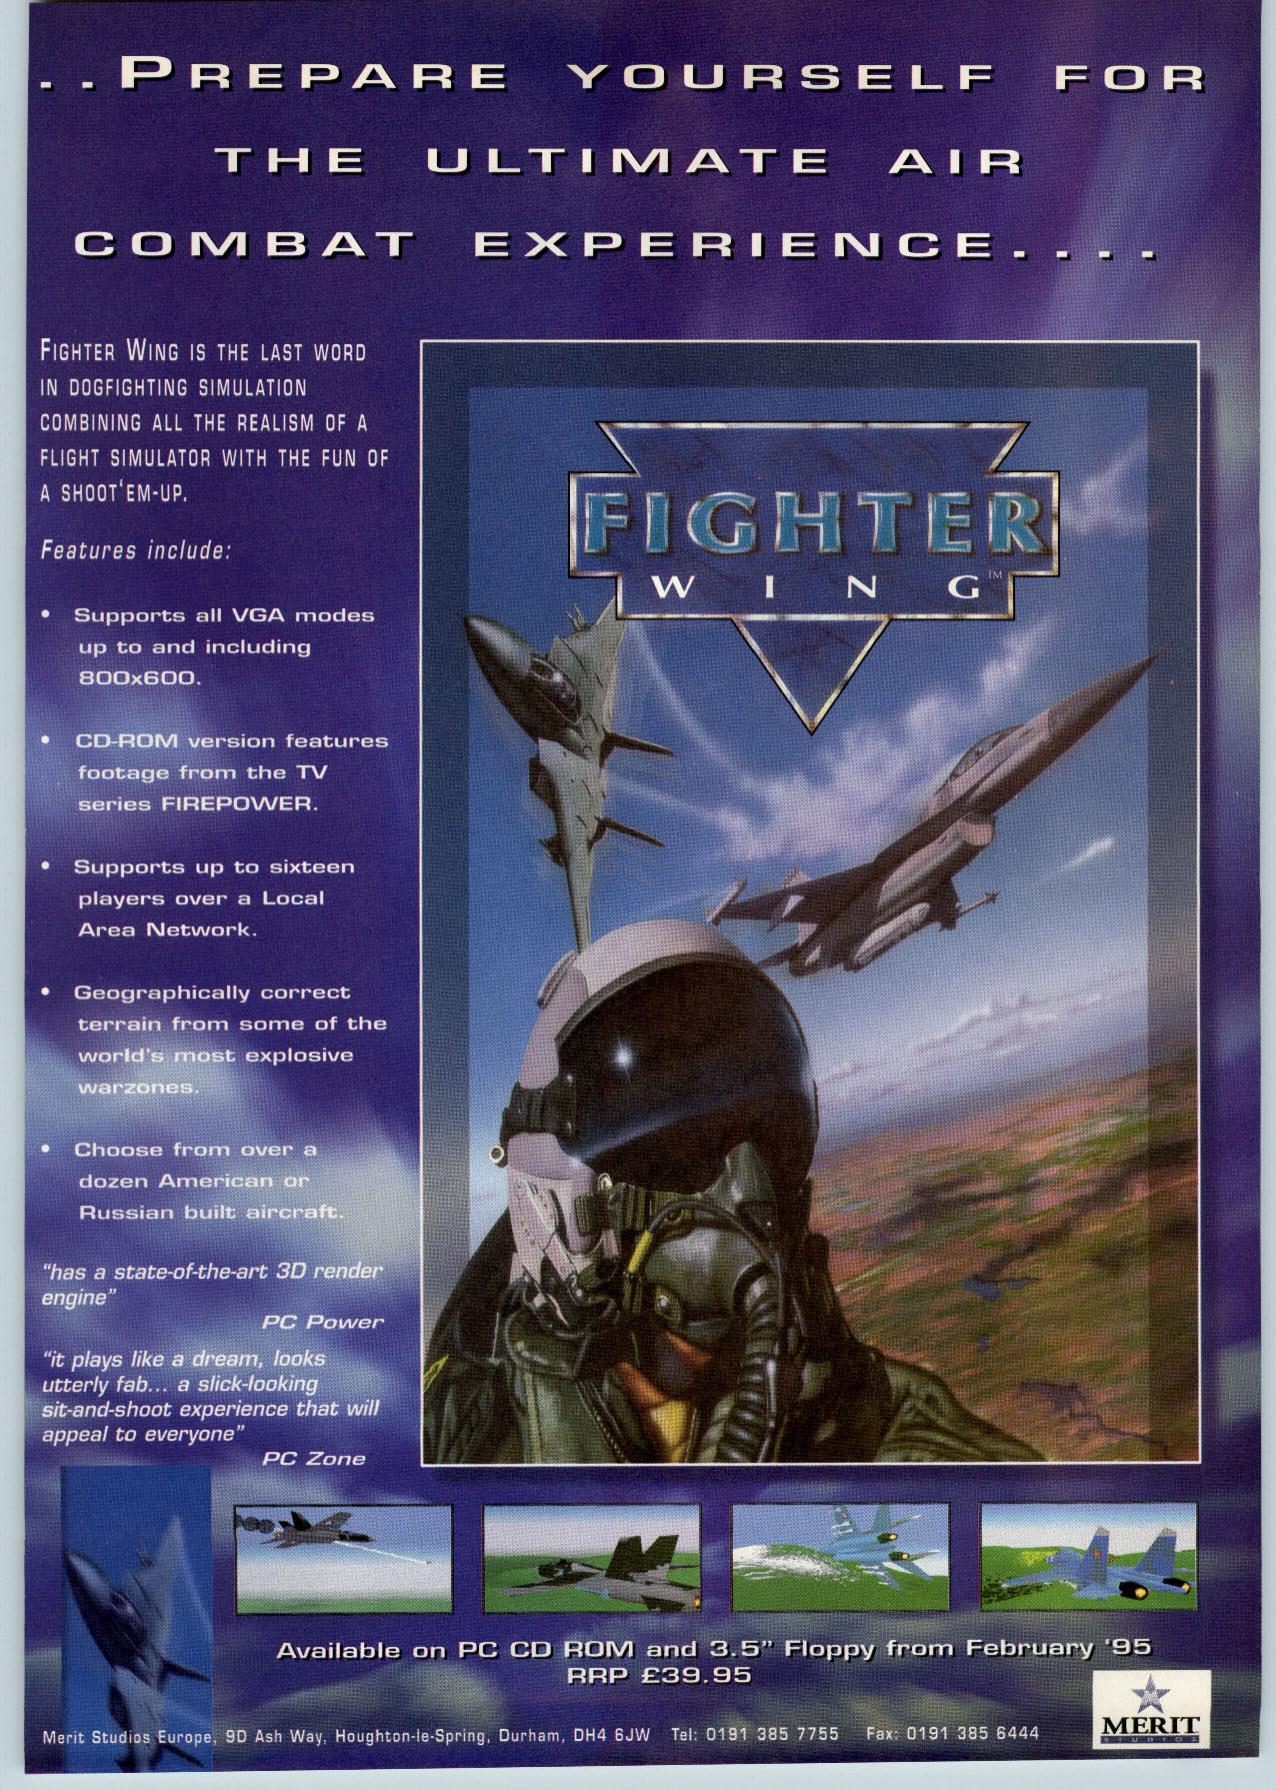 ..PREPARE YOURSELF FOR
THE ULTIMATE AIR
COMBAT EXPERIENCE....
FIGHTER WING IS THE LAST WORD
IN DOGFIGHTING SIMULATION
COMBINING ALL THE REALISM OF A
FLIGHT SIMULATOR WITH THE FUN OF
A SHOOT‘EM-UP.
Features include:
• Supports all VGA modes
up to and including
800x600.
• CD-ROM version features
footage from the TV
series FIREPOWER.
• Supports up to sixteen
players over a Local
Area Network.
• Geographically correct
terrain from some of the
world's most explosive
warzones.
• Choose from over a
dozen American or
Russian built aircraft.
“has a state-of-the-art 3D render
engine”
PC Power
“it plays like a dream, looks
utterly fab... a slick-looking
sit-and-shoot experience that will
appeal to everyone”
PC Zone
FIGHTER
WING™
Available on PC CD ROM and 3.5” Floppy from February ‘95
RRP £39.95
Merit Studios Europe, 9D Ash Way, Houghton-le-Spring, Durham, DH4 6JW Tel: 0191 385 7755 Fax: 0191 385 6444
MERIT
STUDIOS